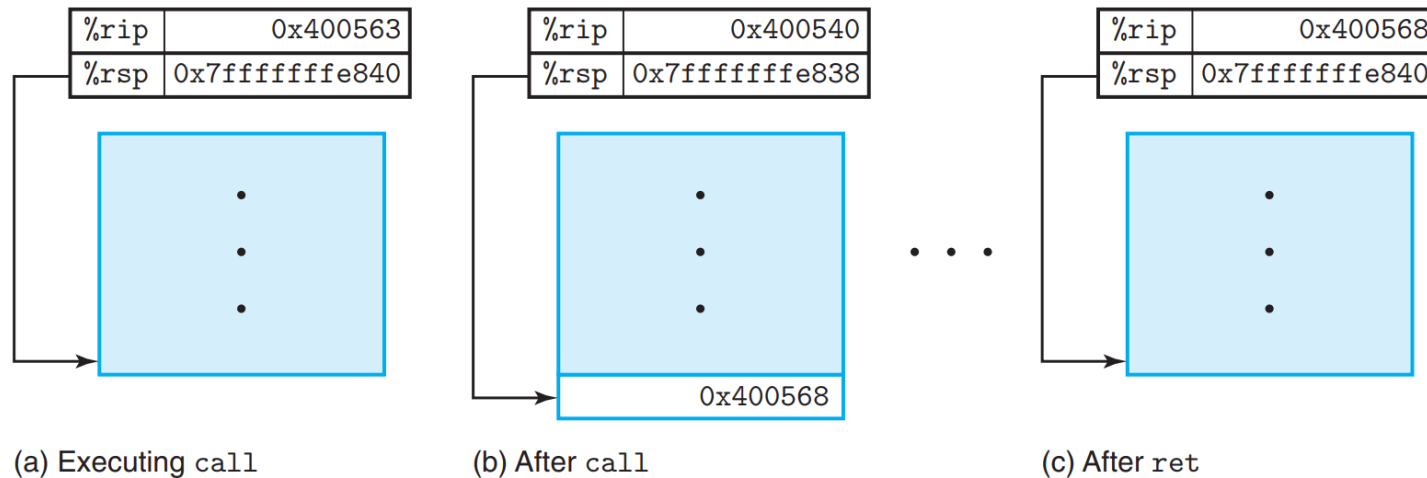 %rip 0x400563
%rsp 0x7fffffffe840
(a) Executing call
%rip 0x400540
%rsp 0x7fffffffe838
0x400568
(b) After call
%rip 0x400568
%rsp 0x7fffffffe840
(c) After ret